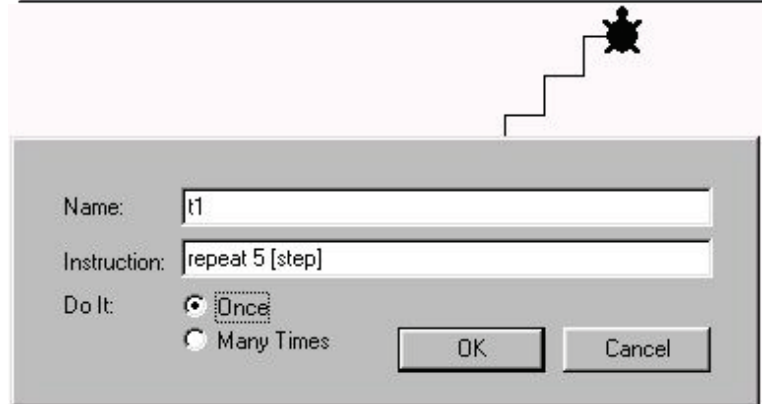 Name: t1
Instruction: repeat 5 [step]
Do It: Once
Many Times
OK Cancel